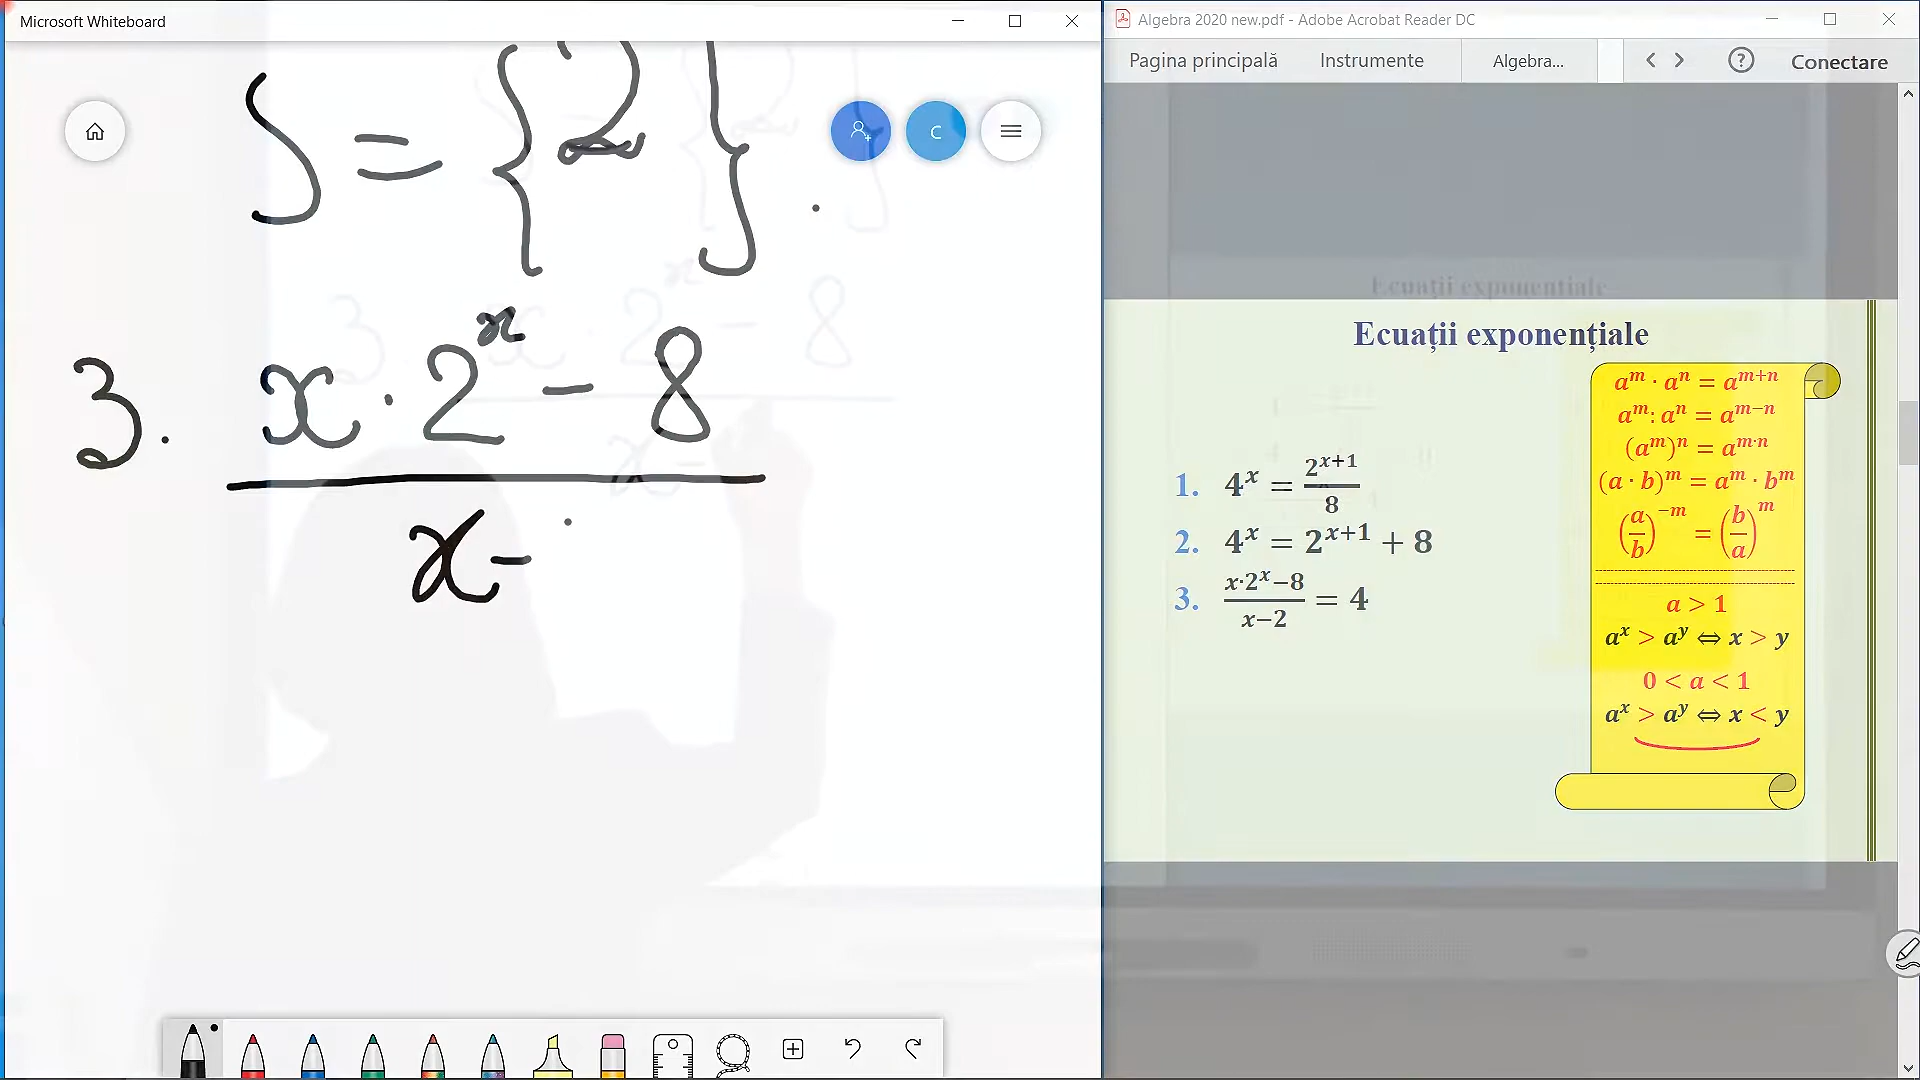 Microsoft Whiteboard
S = {2}.
3. x · 2^x - 8
x -
C
Algebra 2020 new.pdf - Adobe Acrobat Reader DC
Pagina principală Instrumente Algebra... Conectare
Ecuații exponențiale
1. 4^x = 2^{x+1}/8
2. 4^x = 2^{x+1} + 8
3. x·2^x−8/x−2 = 4
a^m · a^n = a^{m+n}
a^m : a^n = a^{m−n}
(a^m)^n = a^{m·n}
(a · b)^m = a^m · b^m
(a/b)^{−m} = (b/a)^m
a > 1
a^x > a^y ⇔ x > y
0 < a < 1
a^x > a^y ⇔ x < y